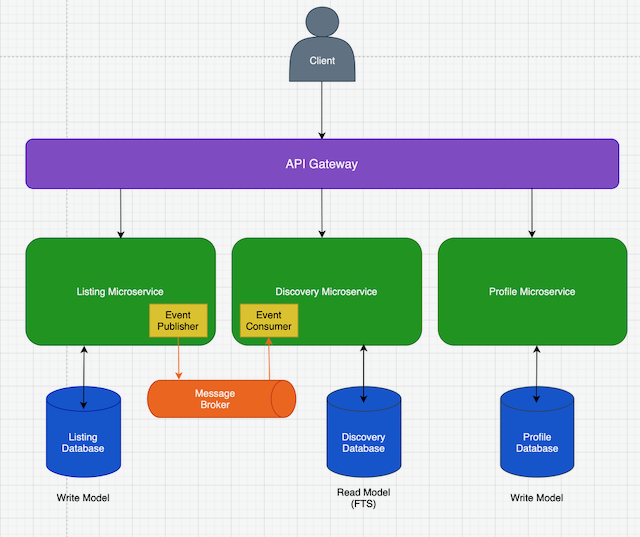 Client
API Gateway
Listing Microservice
Discovery Microservice
Profile Microservice
Event
Publisher
Event
Consumer
Message
Broker
Listing
Database
Discovery
Database
Profile
Database
Write Model
Read Model
(FTS)
Write Model